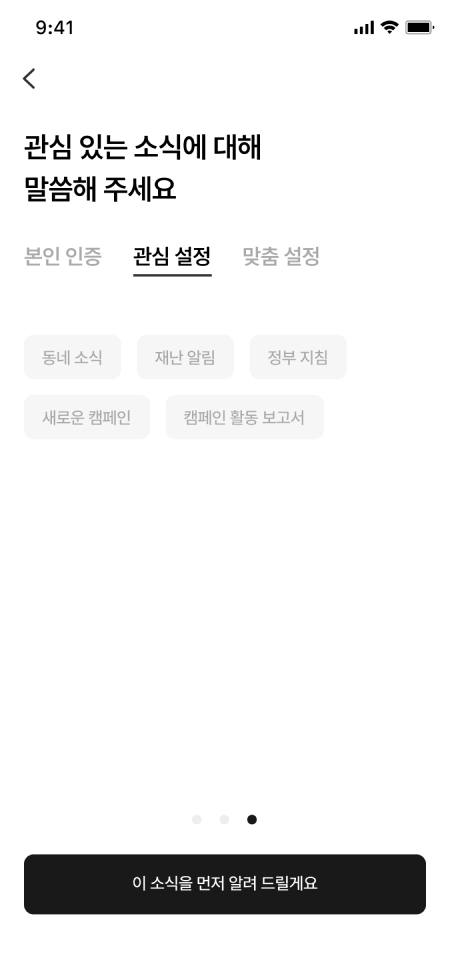 9:41
관심 있는 소식에 대해
말씀해 주세요
본인 인증 관심 설정 맞춤 설정
동네 소식 재난 알림 정부 지침
새로운 캠페인 캠페인 활동 보고서
이 소식을 먼저 알려 드릴게요